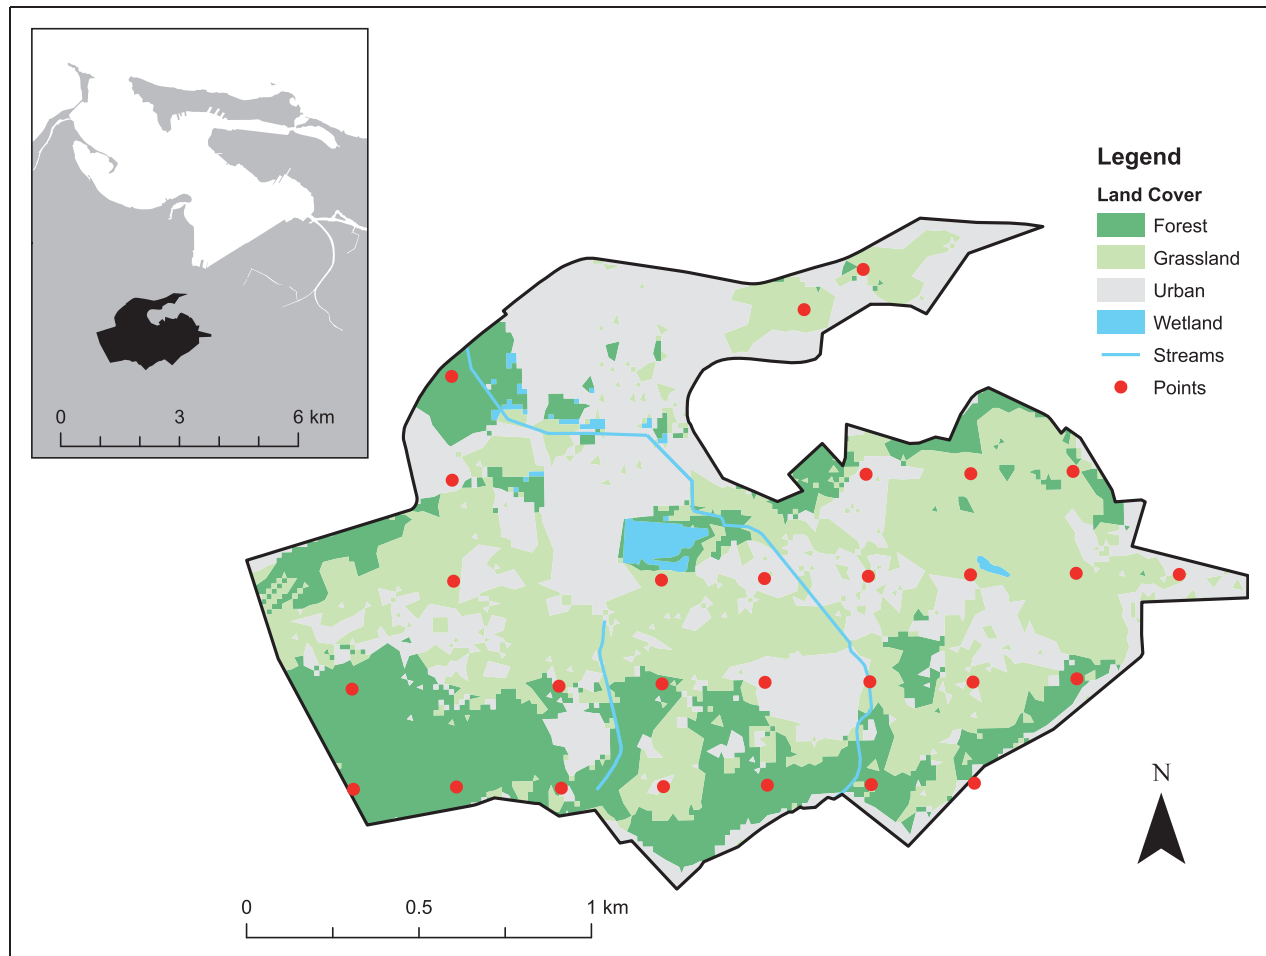 0 3 6 km
Legend
Land Cover
Forest
Grassland
Urban
Wetland
Streams
Points
N
0 0.5 1 km